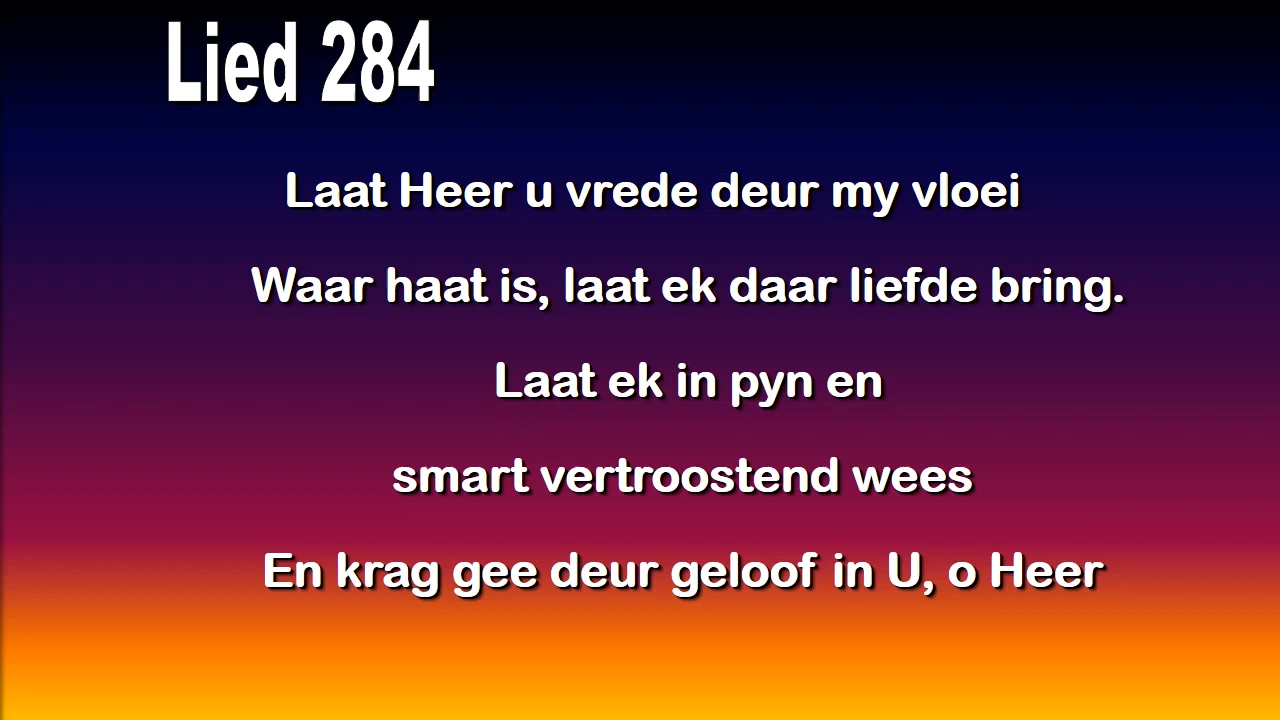 Lied 284
Laat Heer u vrede deur my vloei
Waar haat is, laat ek daar liefde bring.
Laat ek in pyn en
smart vertroostend wees
En krag gee deur geloof in U, o Heer